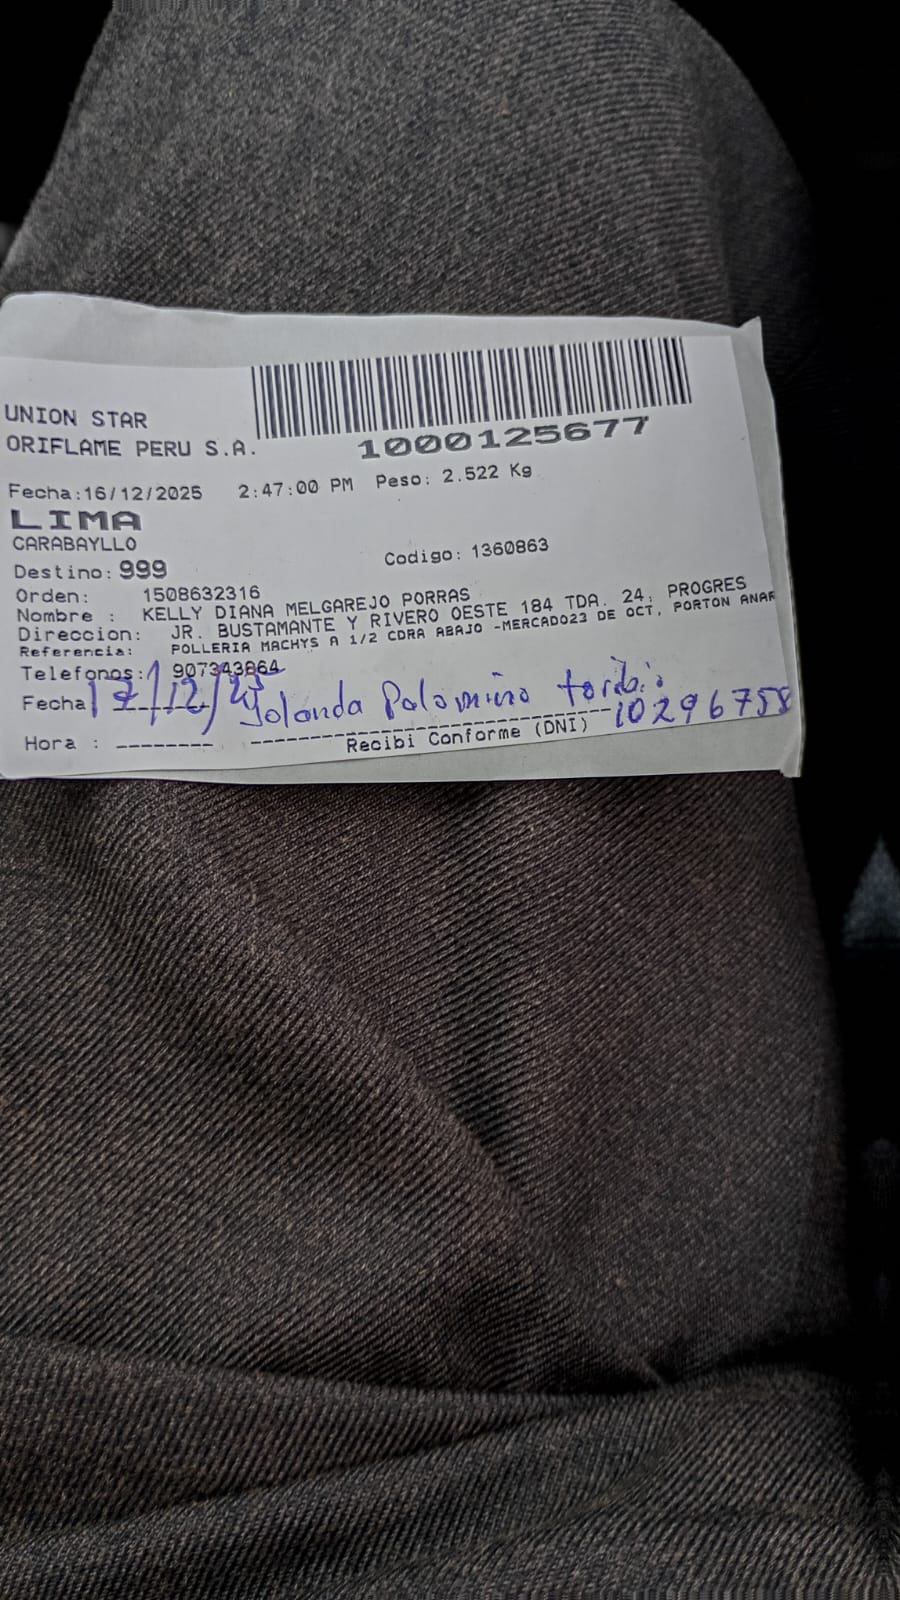 1000125677
UNION STAR
ORIFLAME PERU S.A.
Fecha:16/12/2025 2:47:00 PM Peso: 2.522 Kg
LIMA
CARABAYLLO
Destino: 999 Codigo: 1360863
Orden: 1508632316
Nombre : KELLY DIANA MELGAREJO PORRAS
Direccion: JR. BUSTAMANTE Y RIVERO OESTE 184 TDA. 24, PROGRES
Referencia: POLLERIA MACHYS A 1/2 CDRA ABAJO -MERCADO23 DE OCT, PORTON ANAR
Telefonos: 907343864
Fecha 17/12/25 Yolanda Palomino toribio 10296758
Hora : -------- Recibi Conforme (DNI)